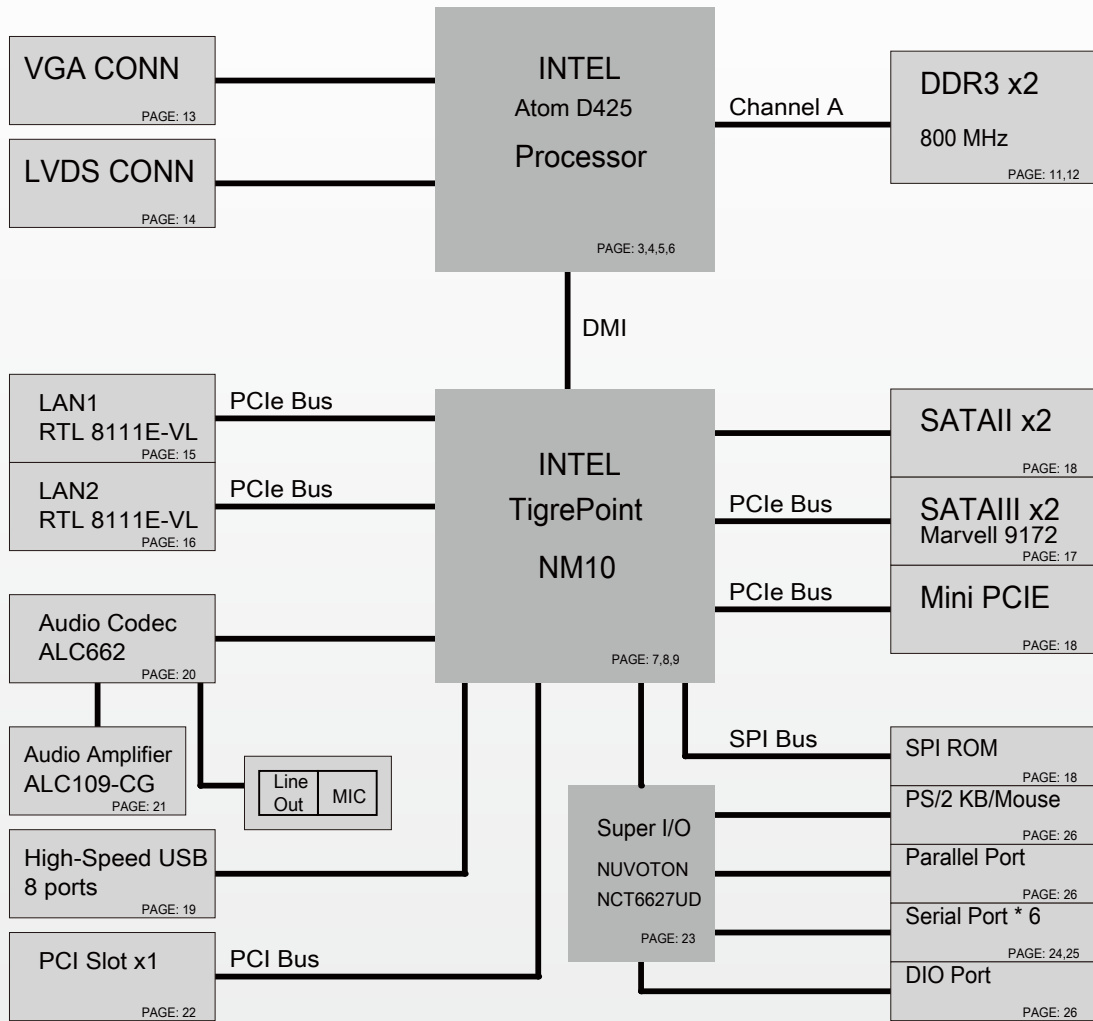 VGA CONN
PAGE: 13
LVDS CONN
PAGE: 14
INTEL
Atom D425
Processor
PAGE: 3,4,5,6
Channel A
DDR3 x2
800 MHz
PAGE: 11,12
DMI
LAN1
RTL 8111E-VL
PAGE: 15
PCIe Bus
LAN2
RTL 8111E-VL
PAGE: 16
PCIe Bus
INTEL
TigrePoint
NM10
PAGE: 7,8,9
SATAII x2
PAGE: 18
PCIe Bus
SATAIII x2
Marvell 9172
PAGE: 17
PCIe Bus
Mini PCIE
PAGE: 18
Audio Codec
ALC662
PAGE: 20
Audio Amplifier
ALC109-CG
PAGE: 21
Line
Out
MIC
High-Speed USB
8 ports
PAGE: 19
PCI Slot x1
PAGE: 22
PCI Bus
SPI Bus
SPI ROM
PAGE: 18
Super I/O
NUVOTON
NCT6627UD
PAGE: 23
PS/2 KB/Mouse
PAGE: 26
Parallel Port
PAGE: 26
Serial Port * 6
PAGE: 24,25
DIO Port
PAGE: 26